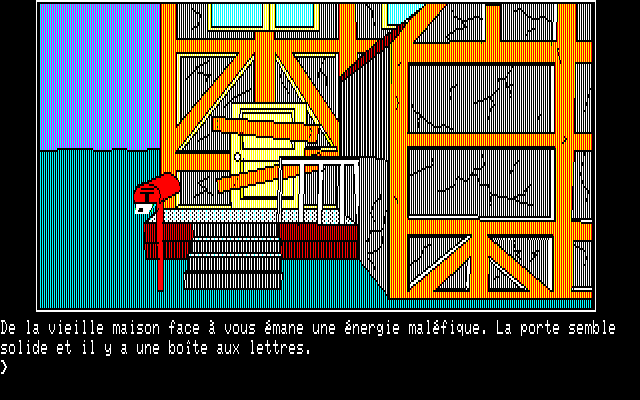 De la vieille maison face à vous émane une énergie maléfique. La porte semble
solide et il y a une boîte aux lettres.
>